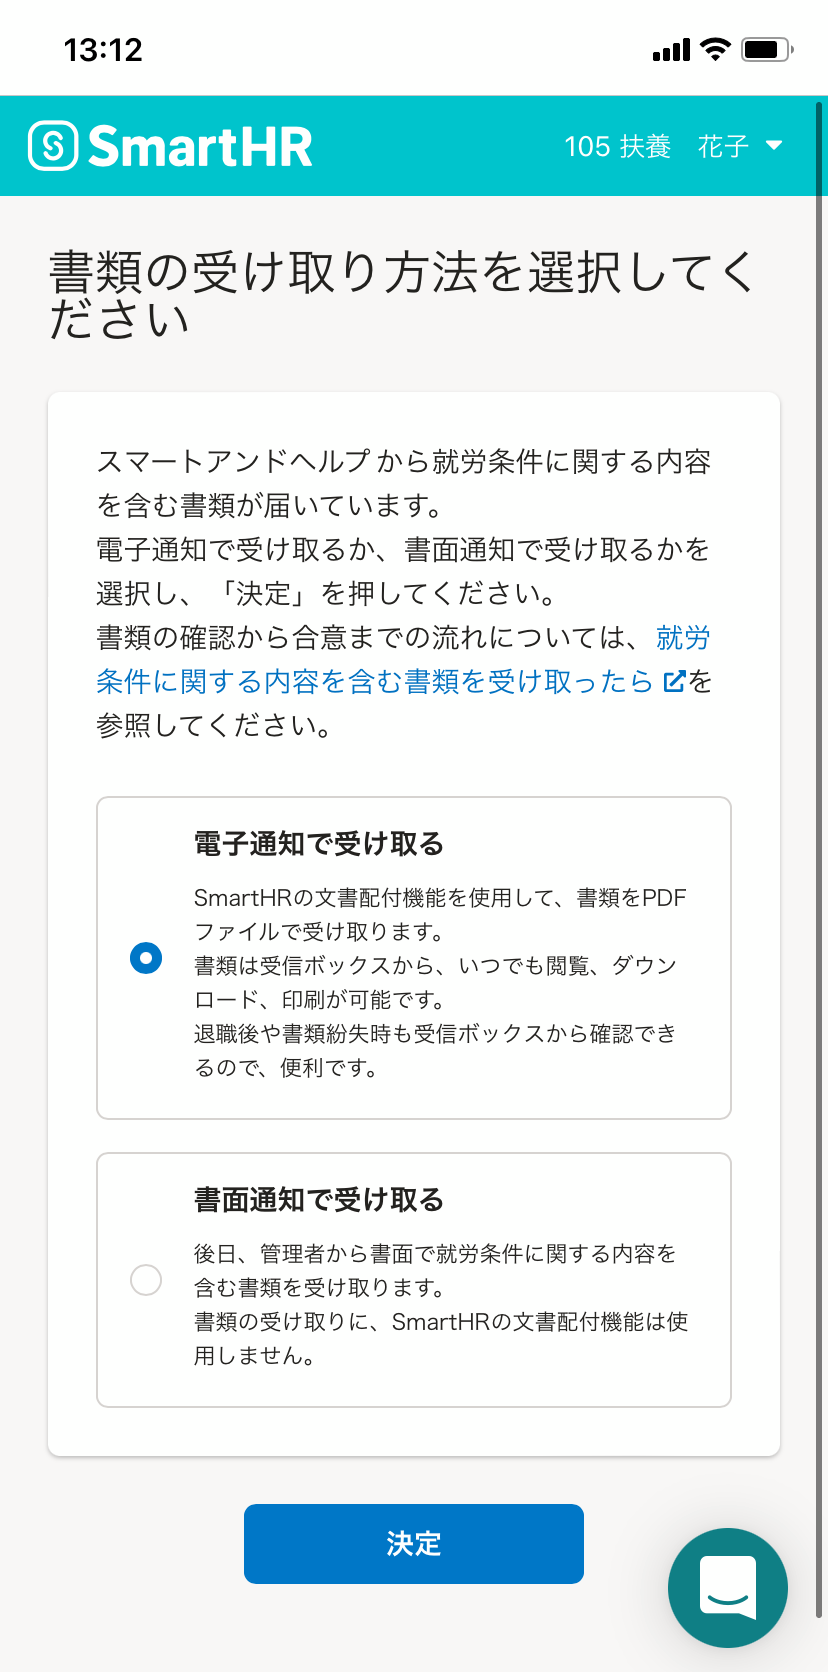 13:12
SmartHR
105 扶養 花子
書類の受け取り方法を選択してく
ださい
スマートアンドヘルプから就労条件に関する内容
を含む書類が届いています。
電子通知で受け取るか、書面通知で受け取るかを
選択し、「決定」を押してください。
書類の確認から合意までの流れについては、就労
条件に関する内容を含む書類を受け取ったら を
参照してください。
電子通知で受け取る
SmartHRの文書配付機能を使用して、書類をPDF
ファイルで受け取ります。
書類は受信ボックスから、いつでも閲覧、ダウン
ロード、印刷が可能です。
退職後や書類紛失時も受信ボックスから確認でき
るので、便利です。
書面通知で受け取る
後日、管理者から書面で就労条件に関する内容を
含む書類を受け取ります。
書類の受け取りに、SmartHRの文書配付機能は使
用しません。
決定